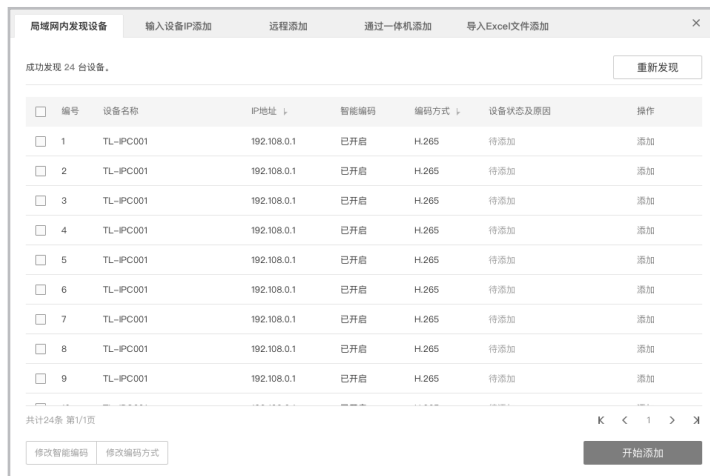 局域网内发现设备 输入设备IP添加 远程添加 通过一体机添加 导入Excel文件添加
成功发现 24 台设备。 重新发现
编号 设备名称 IP地址 智能编码 编码方式 设备状态及原因 操作
1 TL-IPC001 192.108.0.1 已开启 H.265 待添加 添加
2 TL-IPC001 192.108.0.1 已开启 H.265 待添加 添加
3 TL-IPC001 192.108.0.1 已开启 H.265 待添加 添加
4 TL-IPC001 192.108.0.1 已开启 H.265 待添加 添加
5 TL-IPC001 192.108.0.1 已开启 H.265 待添加 添加
6 TL-IPC001 192.108.0.1 已开启 H.265 待添加 添加
7 TL-IPC001 192.108.0.1 已开启 H.265 待添加 添加
8 TL-IPC001 192.108.0.1 已开启 H.265 待添加 添加
9 TL-IPC001 192.108.0.1 已开启 H.265 待添加 添加
共计24条 第1/1页 1
修改智能编码 修改编码方式 开始添加